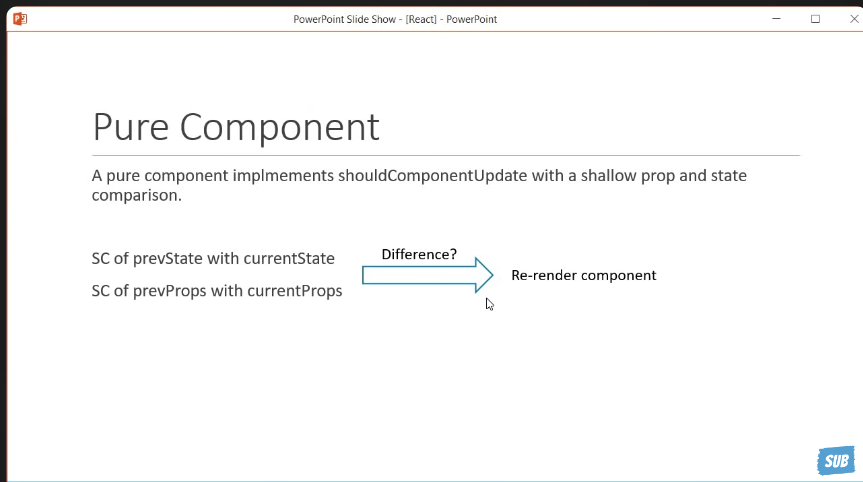 PowerPoint Slide Show - [React] - PowerPoint
Pure Component
A pure component implmements shouldComponentUpdate with a shallow prop and state
comparison.
Difference?
SC of prevState with currentState
Re-render component
SC of prevProps with currentProps
SUB